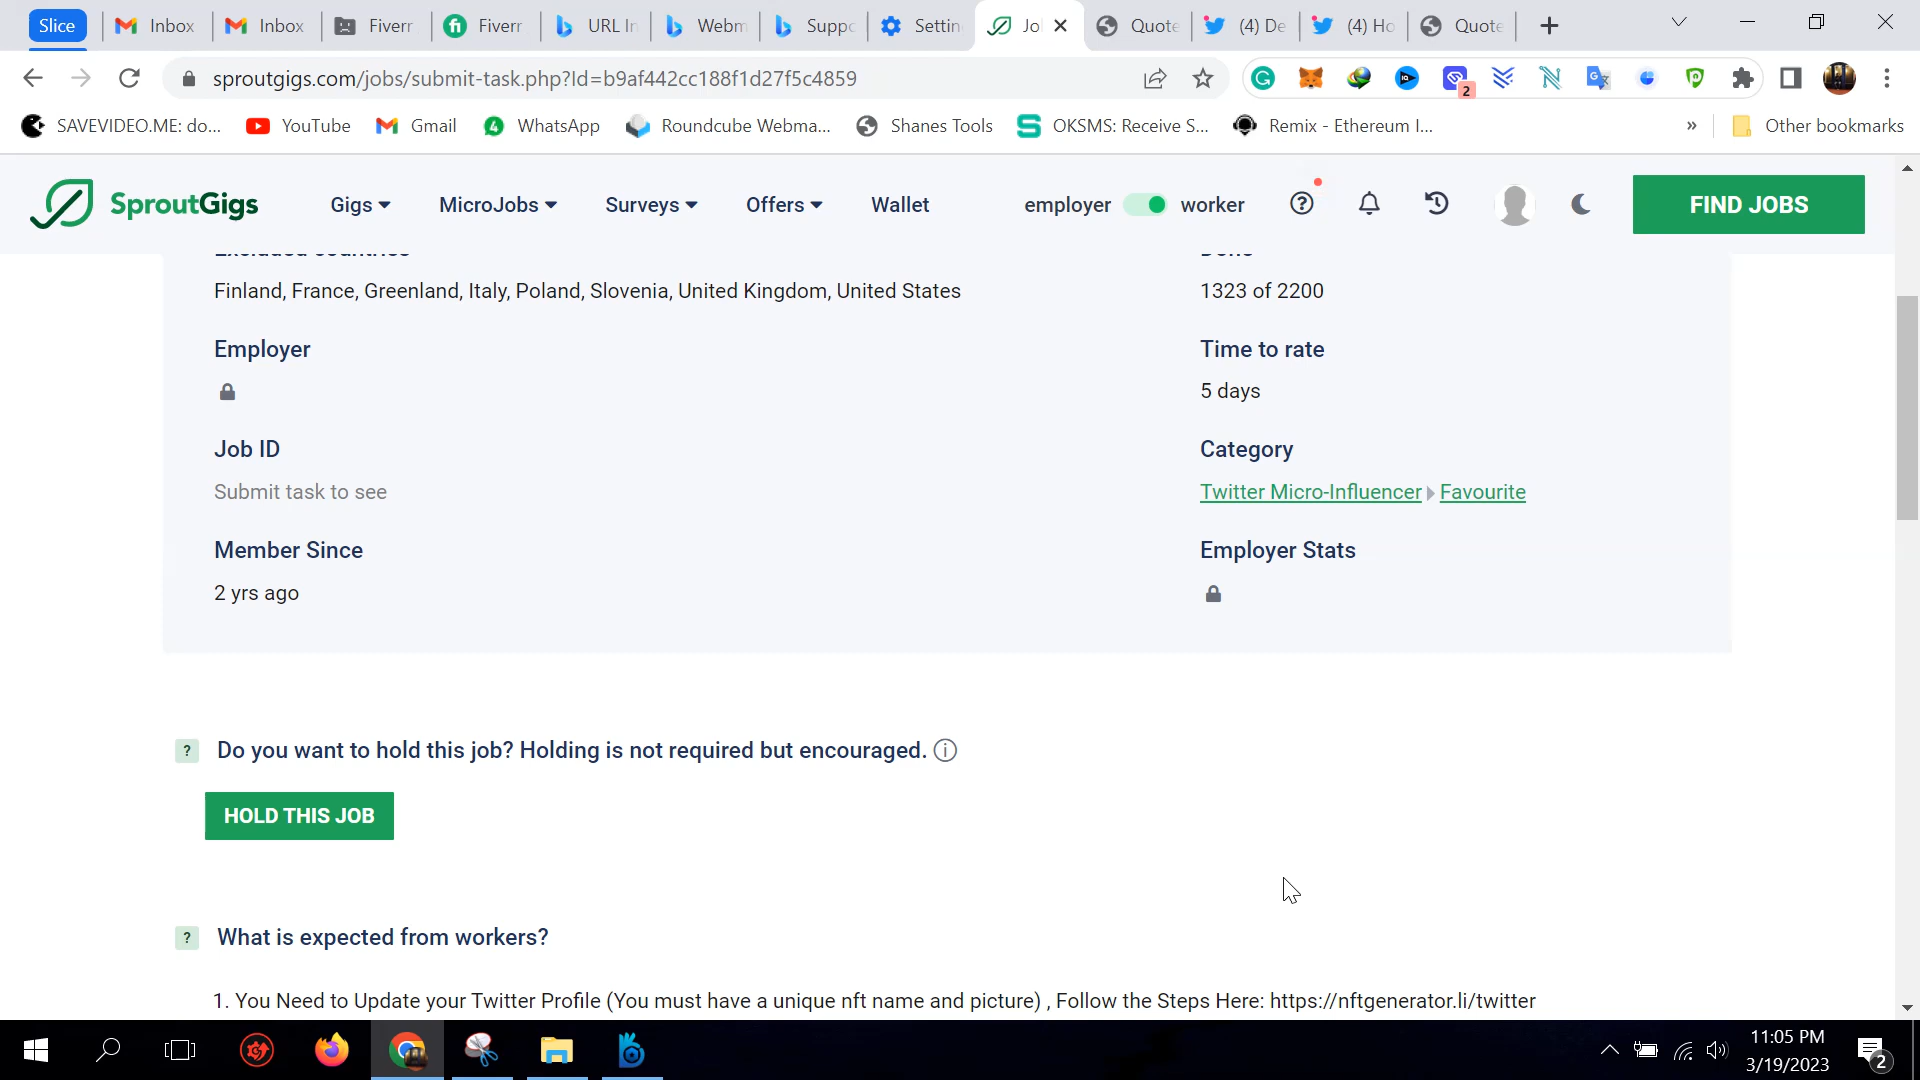 Slice Inbox Inbox Fiverr Fiverr URL In Webm Suppo Settin Jo Quote (4) De (4) Ho Quote
sproutgigs.com/jobs/submit-task.php?Id=b9af442cc188f1d27f5c4859
2
SAVEVIDEO.ME: do... YouTube Gmail WhatsApp Roundcube Webma... Shanes Tools OKSMS: Receive S... Remix - Ethereum I... » Other bookmarks
SproutGigs Gigs MicroJobs Surveys Offers Wallet employer worker FIND JOBS
Finland, France, Greenland, Italy, Poland, Slovenia, United Kingdom, United States
1323 of 2200
Employer
Time to rate
5 days
Job ID
Category
Submit task to see
Twitter Micro-Influencer Favourite
Member Since
Employer Stats
2 yrs ago
? Do you want to hold this job? Holding is not required but encouraged.
HOLD THIS JOB
? What is expected from workers?
1. You Need to Update your Twitter Profile (You must have a unique nft name and picture) , Follow the Steps Here: https://nftgenerator.li/twitter
11:05 PM
3/19/2023
2